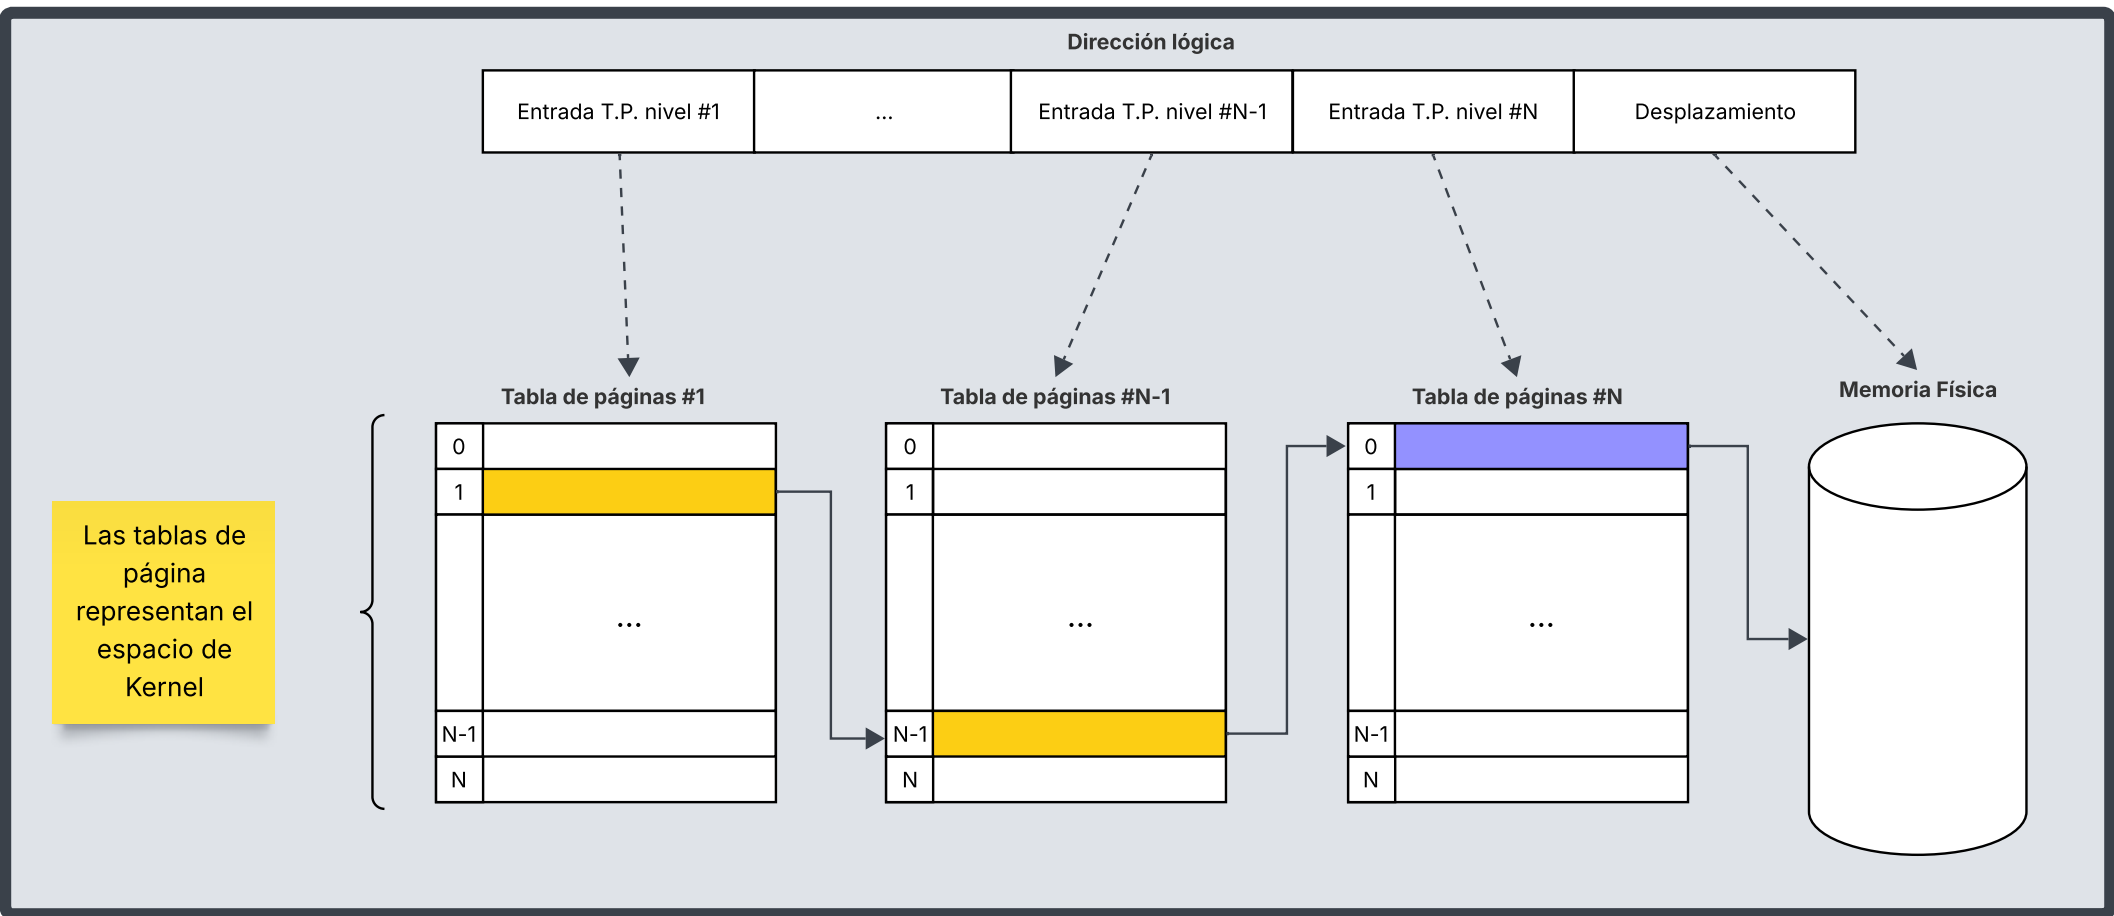 Dirección lógica
Entrada T.P. nivel #1
...
Entrada T.P. nivel #N-1
Entrada T.P. nivel #N
Desplazamiento
Tabla de páginas #1
Tabla de páginas #N-1
Tabla de páginas #N
Memoria Física
Las tablas de
página
representan el
espacio de
Kernel
0
1
...
N-1
N
0
1
...
N-1
N
0
1
...
N-1
N